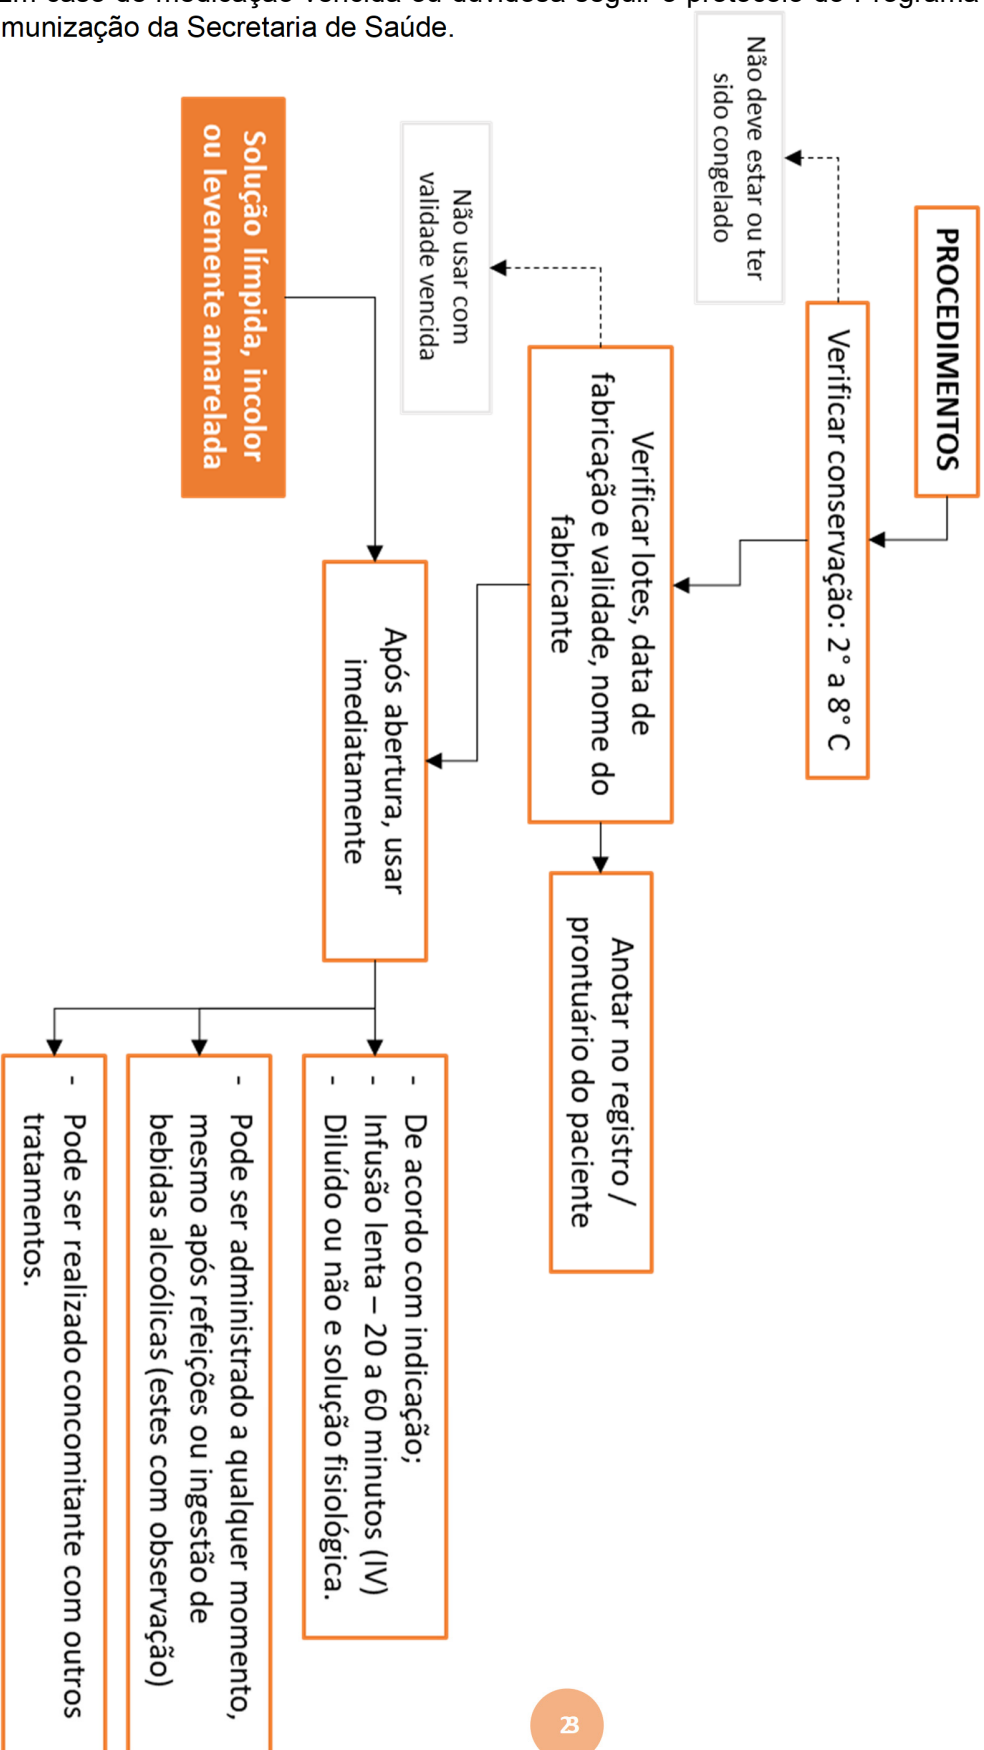 munização da Secretaria de Saúde.
PROCEDIMENTOS
Verificar conservação: 2° a 8° C
Não deve estar ou ter
sido congelado
Verificar lotes, data de
fabricação e validade, nome do
fabricante
Não usar com
validade vencida
Anotar no registro /
prontuário do paciente
Solução límpida, incolor
ou levemente amarelada
Após abertura, usar
imediatamente
- De acordo com indicação;
- Infusão lenta – 20 a 60 minutos (IV)
- Diluído ou não e solução fisiológica.
- Pode ser administrado a qualquer momento,
mesmo após refeições ou ingestão de
bebidas alcoólicas (estes com observação)
- Pode ser realizado concomitante com outros
tratamentos.